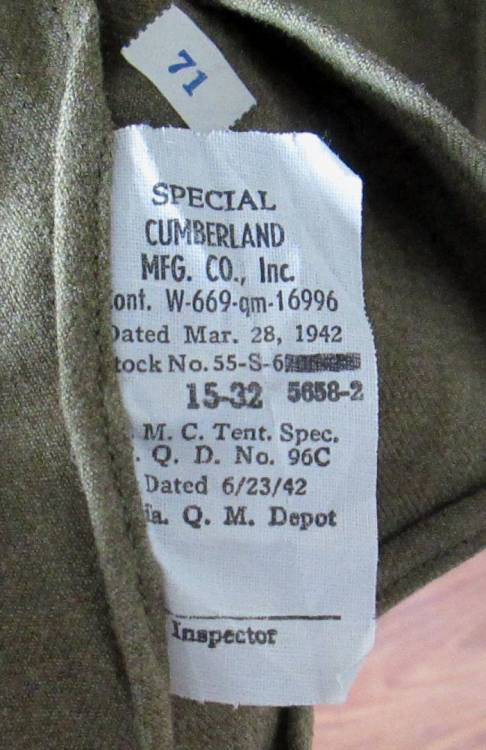 71
SPECIAL
CUMBERLAND
MFG. CO., Inc.
ont. W-669-qm-16996
Dated Mar. 28, 1942
tock No. 55-S-6
15-32 5658-2
. M. C. Tent. Spec.
. Q. D. No. 96C
Dated 6/23/42
ia. Q. M. Depot
Inspector